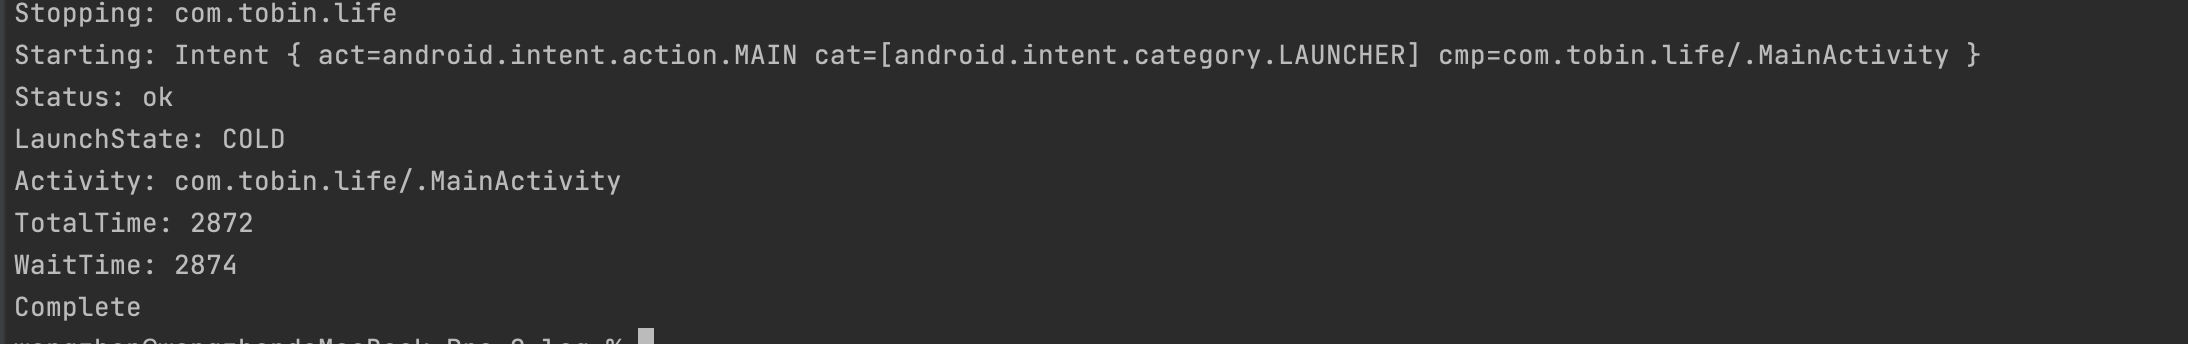 Stopping: com.tobin.life
Starting: Intent { act=android.intent.action.MAIN cat=[android.intent.category.LAUNCHER] cmp=com.tobin.life/.MainActivity }
Status: ok
LaunchState: COLD
Activity: com.tobin.life/.MainActivity
TotalTime: 2872
WaitTime: 2874
Complete